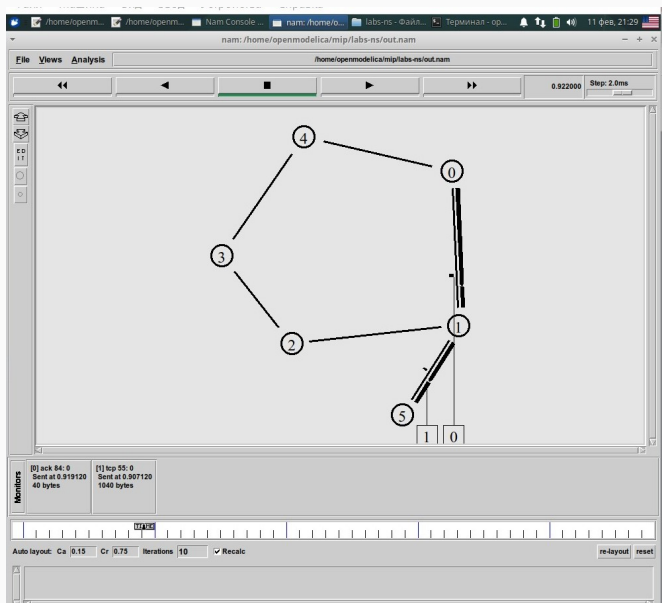 /home/openm... /home/openm... Nam Console ... nam: /home/o... labs-ns - Файл... Терминал - op... 11 фев, 21:29
nam: /home/openmodelica/mip/labs-ns/out.nam
File Views Analysis /home/openmodelica/mip/labs-ns/out.nam
0.922000 Step: 2.0ms
ED
IT
4
0
3
1
2
5
1 0
Monitors
[0] ack 84: 0 [1] tcp 55: 0
Sent at 0.919120 Sent at 0.907120
40 bytes 1040 bytes
Auto layout: Ca 0.15 Cr 0.75 Iterations 10 Recalc re-layout reset